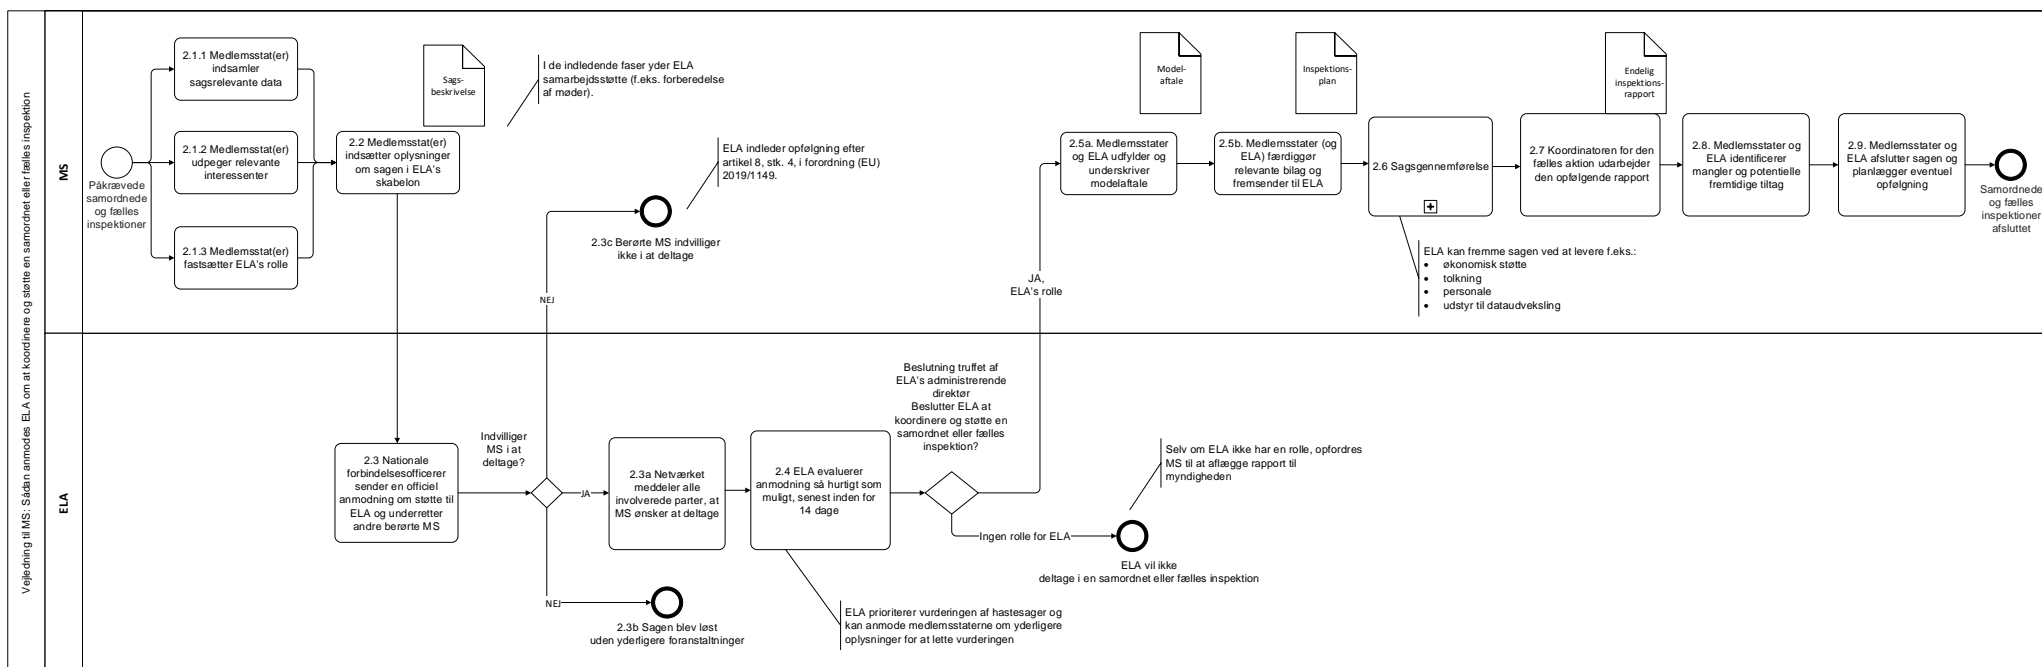 Vejledning til MS: Sådan anmodes ELA om at koordinere og støtte en samordnet eller fælles inspektion
MS
Påkrævede
samordnede
og fælles
inspektioner
2.1.1 Medlemsstat(er)
indsamler
sagsrelevante data
2.1.2 Medlemsstat(er)
udpeger relevante
interessenter
2.1.3 Medlemsstat(er)
fastsætter ELA's rolle
2.2 Medlemsstat(er)
indsætter oplysninger
om sagen i ELA's
skabelon
Sags-
beskrivelse
I de indledende faser yder ELA
samarbejdsstøtte (f.eks. forberedelse
af møder).
ELA indleder opfølgning efter
artikel 8, stk. 4, i forordning (EU)
2019/1149.
2.3c Berørte MS indvilliger
ikke i at deltage
NEJ
JA,
ELA's rolle
Model-
aftale
2.5a. Medlemsstater
og ELA udfylder og
underskriver
modelaftale
Inspektions-
plan
2.5b. Medlemsstater (og
ELA) færdiggør
relevante bilag og
fremsender til ELA
2.6 Sagsgennemførelse
ELA kan fremme sagen ved at levere f.eks.:
• økonomisk støtte
• tolkning
• personale
• udstyr til dataudveksling
Endelig
inspektions-
rapport
2.7 Koordinatoren for den
fælles aktion udarbejder
den opfølgende rapport
2.8. Medlemsstater og
ELA identificerer
mangler og potentielle
fremtidige tiltag
2.9. Medlemsstater og
ELA afslutter sagen og
planlægger eventuel
opfølgning
Samordnede
og fælles
inspektioner
afsluttet
ELA
2.3 Nationale
forbindelsesofficerer
sender en officiel
anmodning om støtte til
ELA og underretter
andre berørte MS
Indvilliger
MS i at
deltage?
JA
NEJ
2.3b Sagen blev løst
uden yderligere foranstaltninger
2.3a Netværket
meddeler alle
involverede parter, at
MS ønsker at deltage
2.4 ELA evaluerer
anmodning så hurtigt som
muligt, senest inden for
14 dage
ELA prioriterer vurderingen af hastesager og
kan anmode medlemsstaterne om yderligere
oplysninger for at lette vurderingen
Beslutning truffet af
ELA's administrerende
direktør
Beslutter ELA at
koordinere og støtte en
samordnet eller fælles
inspektion?
Ingen rolle for ELA
ELA vil ikke
deltage i en samordnet eller fælles inspektion
Selv om ELA ikke har en rolle, opfordres
MS til at aflægge rapport til
myndigheden